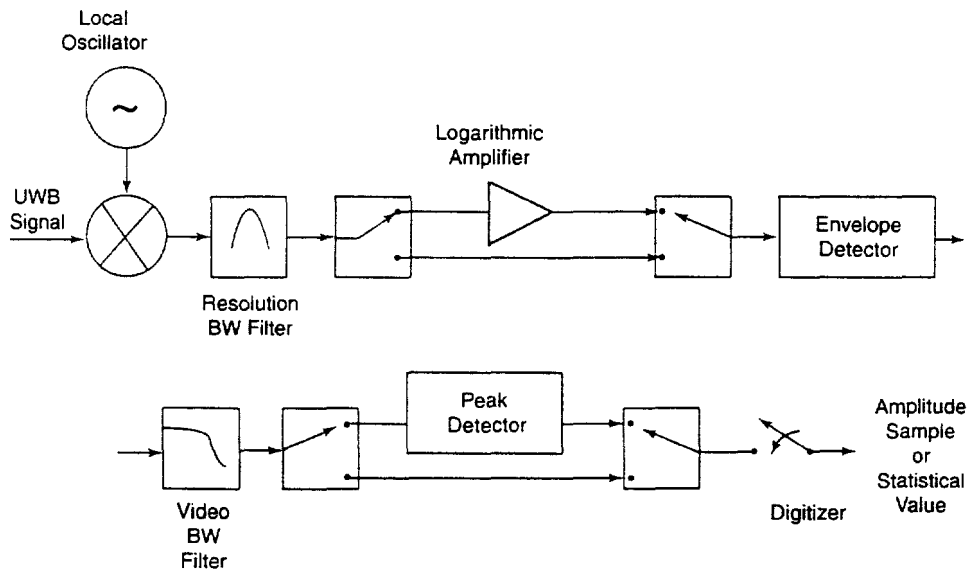 Local
Oscillator
~
UWB
Signal
Resolution
BW Filter
Logarithmic
Amplifier
Envelope
Detector
Video
BW
Filter
Peak
Detector
Digitizer
Amplitude
Sample
or
Statistical
Value